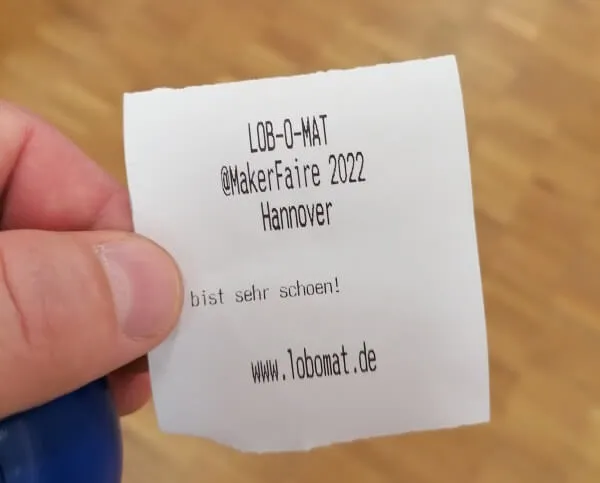 LOB-O-MAT
@MakerFaire 2022
Hannover
bist sehr schoen!
www.lobomat.de